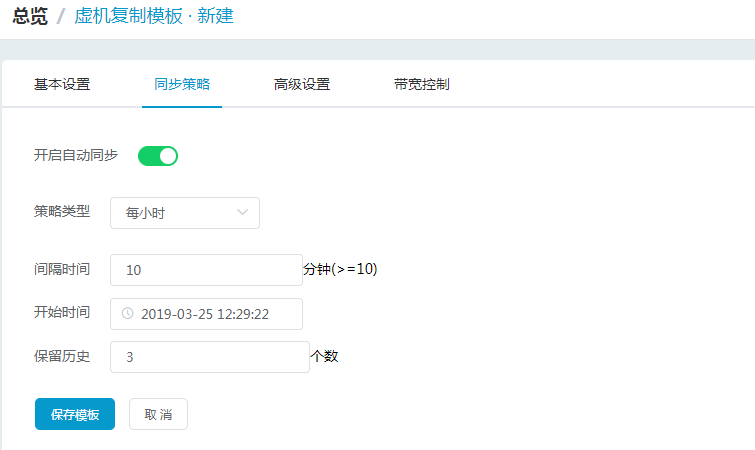 总览 / 虚机复制模板 · 新建
基本设置 同步策略 高级设置 带宽控制
开启自动同步
策略类型 每小时
间隔时间 10 分钟(>=10)
开始时间 2019-03-25 12:29:22
保留历史 3 个数
保存模板 取 消